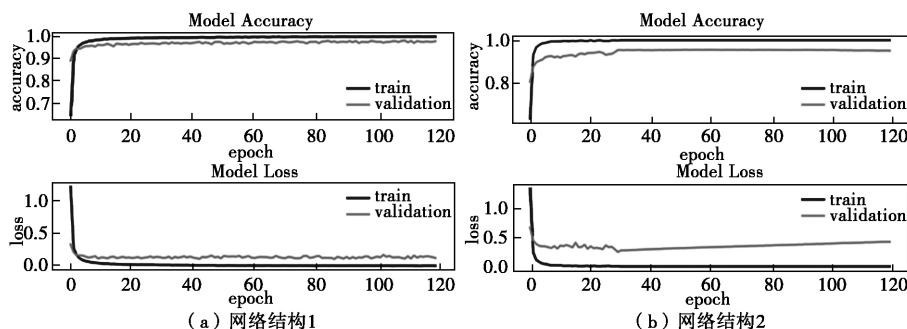 Model Accuracy
1.0
0.9
0.8
0.7
accuracy
train
validation
0 20 40 60 80 100 120
epoch
Model Loss
1.0
0.5
0.0
loss
train
validation
0 20 40 60 80 100 120
epoch
(a)网络结构1
Model Accuracy
1.0
0.8
accuracy
train
validation
0 20 40 60 80 100 120
epoch
Model Loss
1.0
0.5
0.0
loss
train
validation
0 20 40 60 80 100 120
epoch
(b)网络结构2